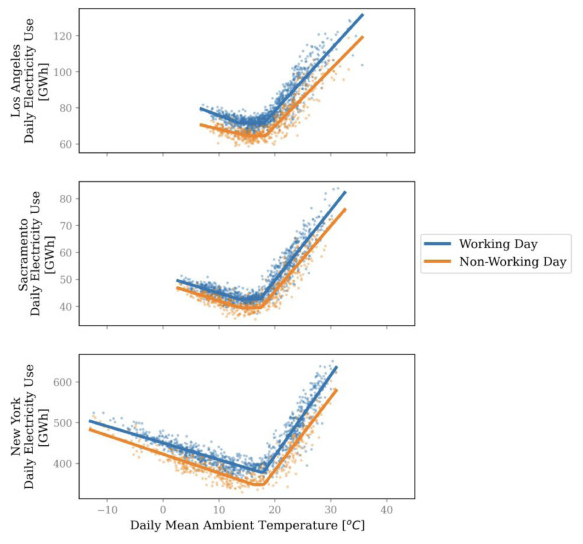 Los Angeles
Daily Electricity Use
[GWh]
120
100
80
60
Sacramento
Daily Electricity Use
[GWh]
80
70
60
50
40
Working Day
Non-Working Day
New York
Daily Electricity Use
[GWh]
600
500
400
−10 0 10 20 30 40
Daily Mean Ambient Temperature [°C]